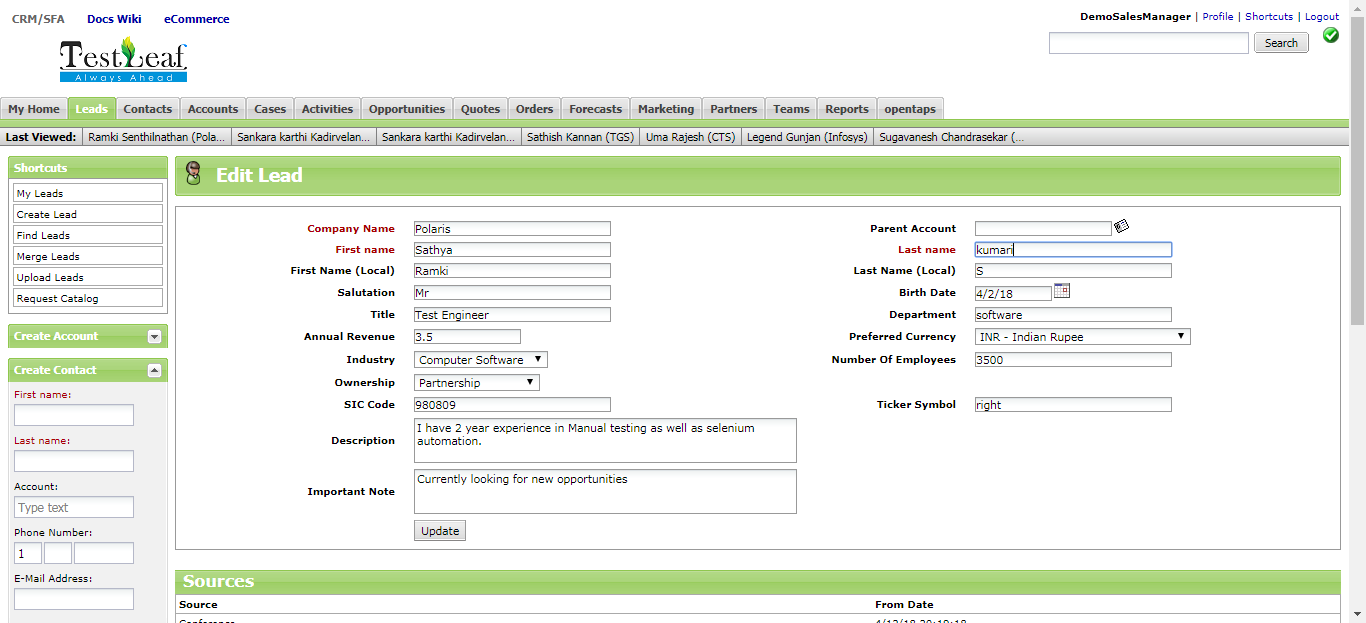 CRM/SFA Docs Wiki eCommerce
DemoSalesManager | Profile | Shortcuts | Logout
TestLeaf
Always Ahead
Search
My Home Leads Contacts Accounts Cases Activities Opportunities Quotes Orders Forecasts Marketing Partners Teams Reports opentaps
Last Viewed: Ramki Senthilnathan (Pola... Sankara karthi Kadirvelan... Sankara karthi Kadirvelan... Sathish Kannan (TGS) Uma Rajesh (CTS) Legend Gunjan (Infosys) Sugavanesh Chandrasekar (...
Shortcuts
My Leads
Create Lead
Find Leads
Merge Leads
Upload Leads
Request Catalog
Create Account
Create Contact
First name:
Last name:
Account:
Type text
Phone Number:
1
E-Mail Address:
Edit Lead
Company Name Polaris Parent Account
First name Sathya Last name kumari
First Name (Local) Ramki Last Name (Local) S
Salutation Mr Birth Date 4/2/18
Title Test Engineer Department software
Annual Revenue 3.5 Preferred Currency INR - Indian Rupee
Industry Computer Software Number Of Employees 3500
Ownership Partnership
SIC Code 980809 Ticker Symbol right
Description I have 2 year experience in Manual testing as well as selenium
automation.
Important Note Currently looking for new opportunities
Update
Sources
Source From Date
Conference